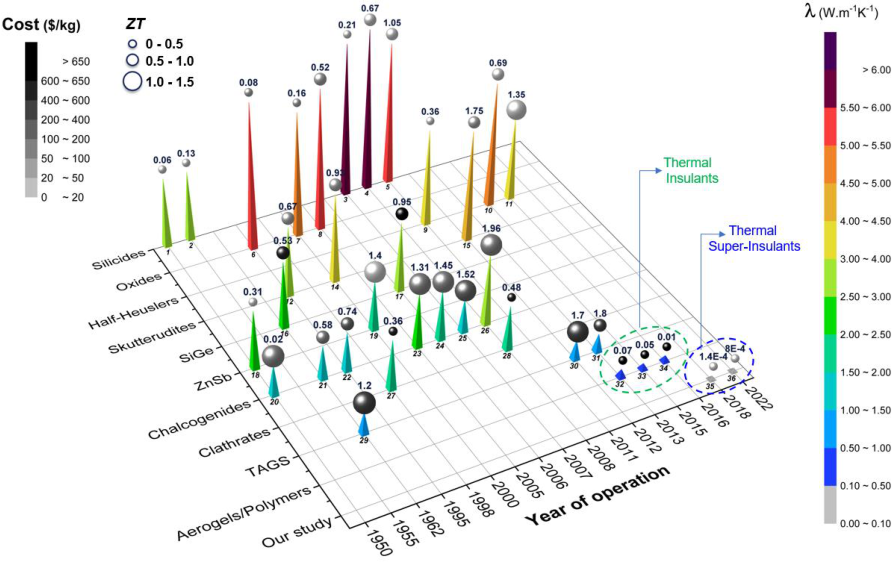 Cost ($/kg)
> 650
600 ~ 650
400 ~ 600
200 ~ 400
100 ~ 200
50 ~ 100
20 ~ 50
0 ~ 20
ZT
0 - 0.5
0.5 - 1.0
1.0 - 1.5
λ (W.m⁻¹K⁻¹)
> 6.00
5.50 ~ 6.00
5.00 ~ 5.50
4.50 ~ 5.00
4.00 ~ 4.50
3.00 ~ 4.00
2.50 ~ 3.00
2.00 ~ 2.50
1.50 ~ 2.00
1.00 ~ 1.50
0.50 ~ 1.00
0.10 ~ 0.50
0.00 ~ 0.10
0.67
0.21
1.05
0.08
0.16
0.52
0.69
1.35
0.36
1.75
0.06
0.13
0.93
0.67
0.95
0.53
1.96
1.4
1.31
1.45
1.52
0.31
0.48
0.02
0.58
0.74
0.36
1.7
1.8
0.07
0.05
0.01
1.4E-4
8E-4
1.2
1
2
3
4
5
6
7
8
9
10
11
12
14
15
16
17
18
19
20
21
22
23
24
25
26
27
28
29
30
31
32
33
34
35
36
Thermal
Insulants
Thermal
Super-Insulants
Silicides
Oxides
Half-Heuslers
Skutterudites
SiGe
ZnSb
Chalcogenides
Clathrates
TAGS
Aerogels/Polymers
Our study
1950
1955
1962
1995
1998
2000
2005
2006
2007
2008
2011
2012
2013
2015
2016
2018
2022
Year of operation